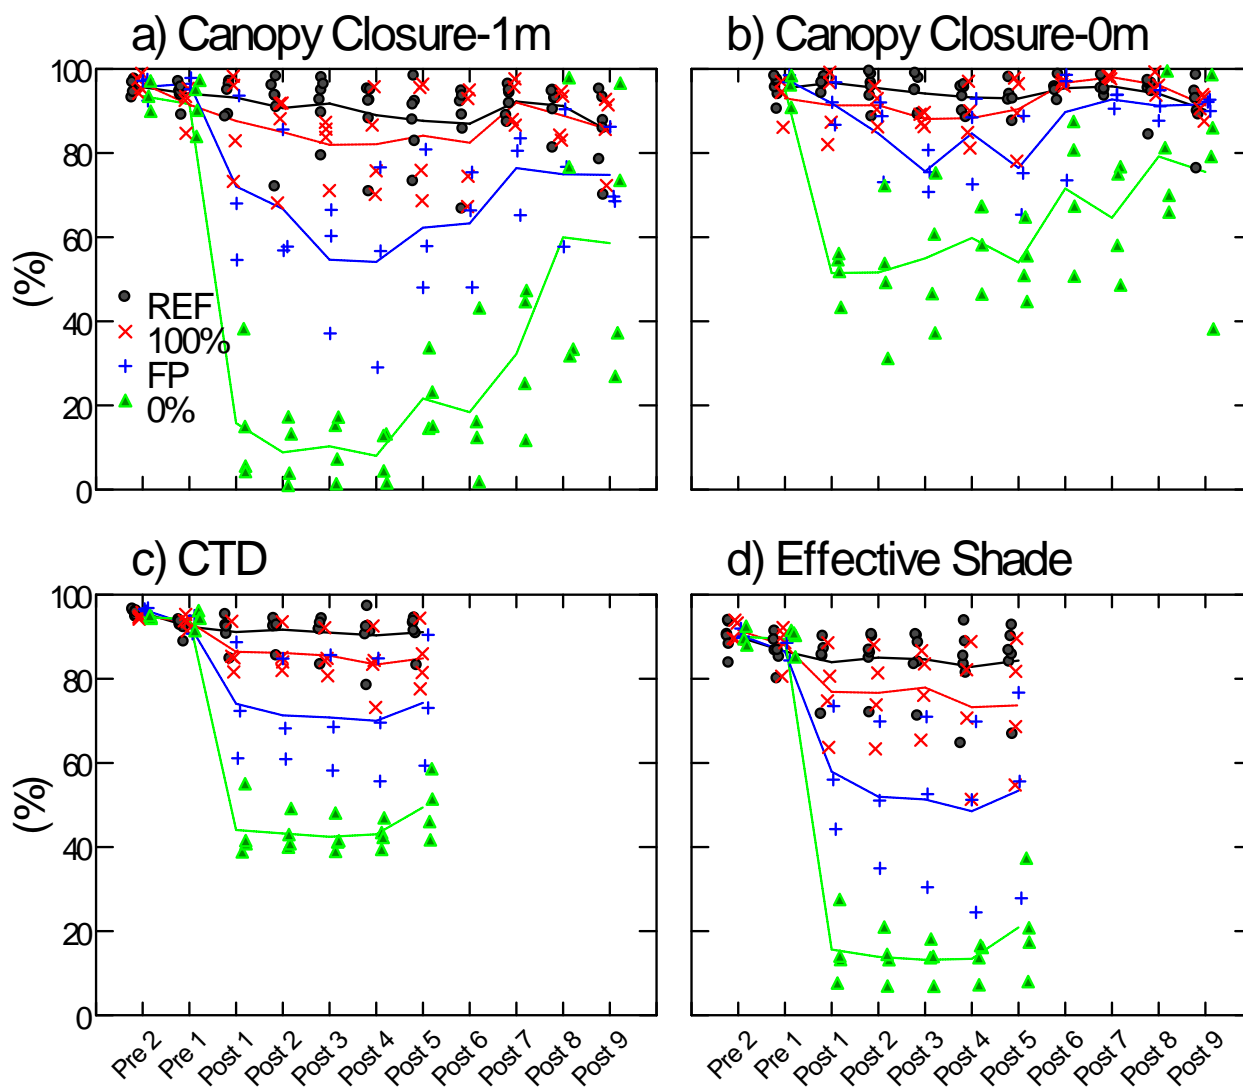 a) Canopy Closure-1m
b) Canopy Closure-0m
100
80
60
40
20
0
(%)
REF
100%
FP
0%
c) CTD
d) Effective Shade
100
80
60
40
20
0
(%)
Pre 2
Pre 1
Post 1
Post 2
Post 3
Post 4
Post 5
Post 6
Post 7
Post 8
Post 9
Pre 2
Pre 1
Post 1
Post 2
Post 3
Post 4
Post 5
Post 6
Post 7
Post 8
Post 9